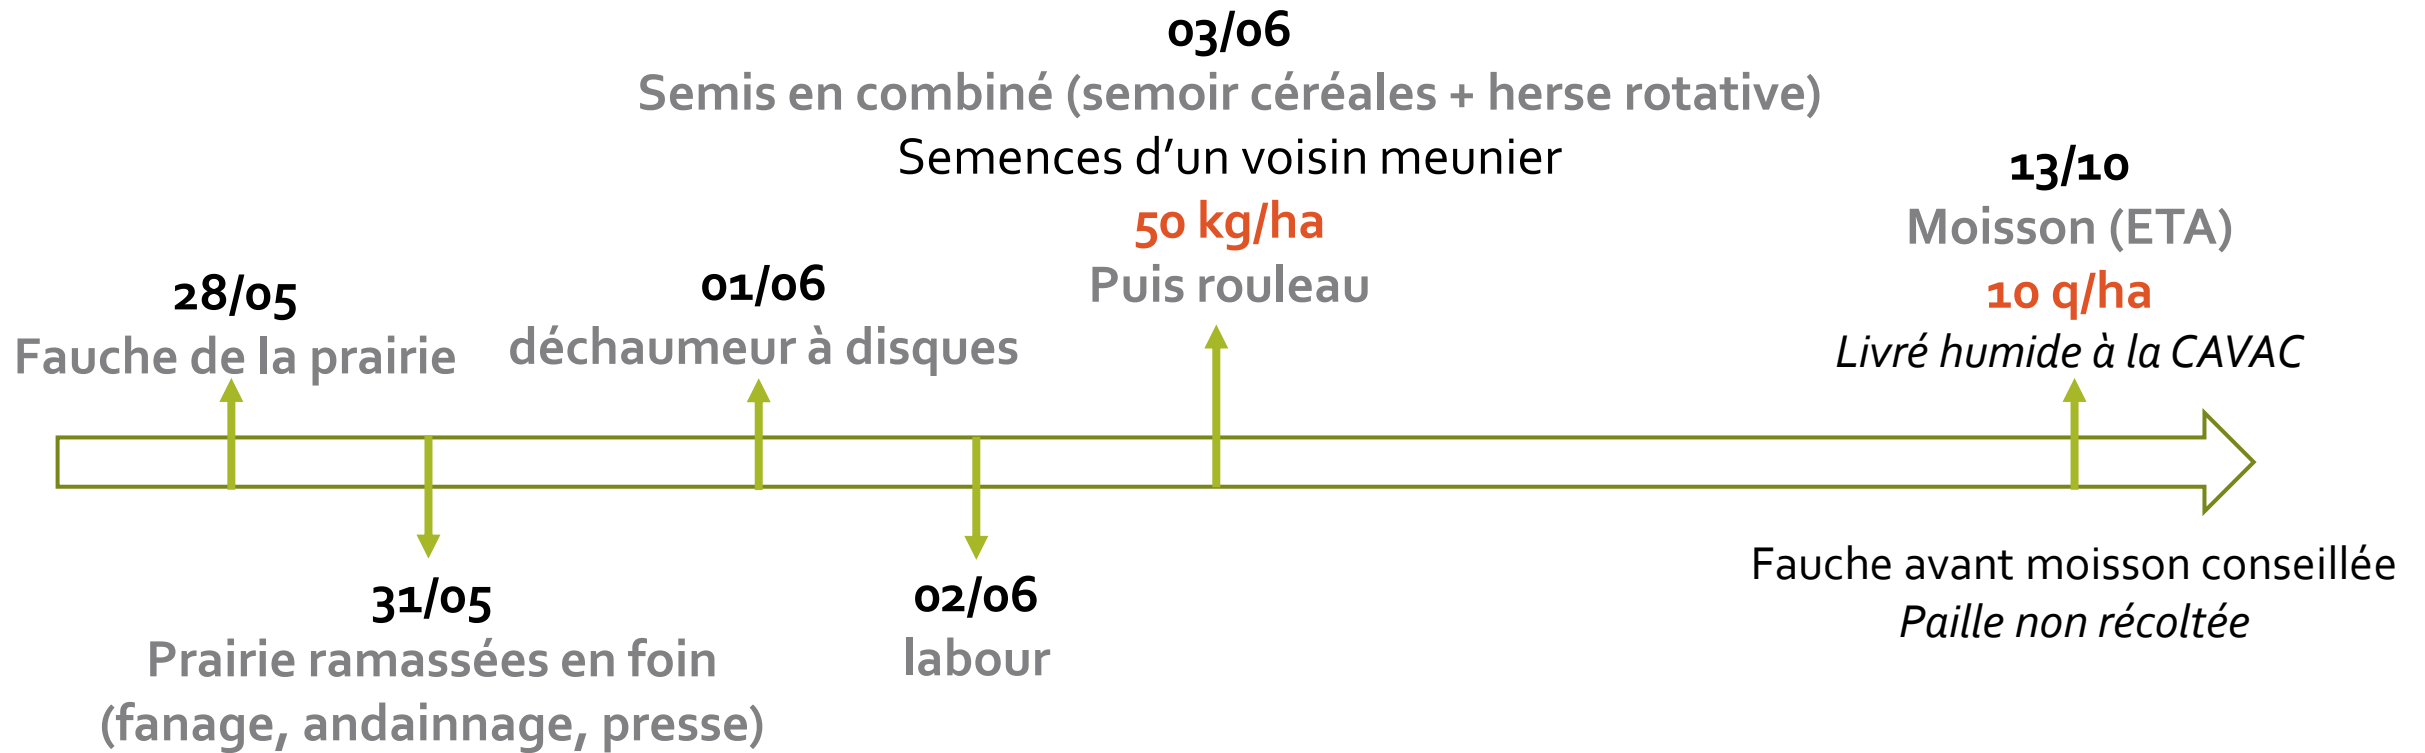 28/05
Fauche de la prairie
31/05
Prairie ramassées en foin
(fanage, andainnage, presse)
01/06
déchaumeur à disques
02/06
labour
03/06
Semis en combiné (semoir céréales + herse rotative)
Semences d’un voisin meunier
50 kg/ha
Puis rouleau
13/10
Moisson (ETA)
10 q/ha
Livré humide à la CAVAC
Fauche avant moisson conseillée
Paille non récoltée